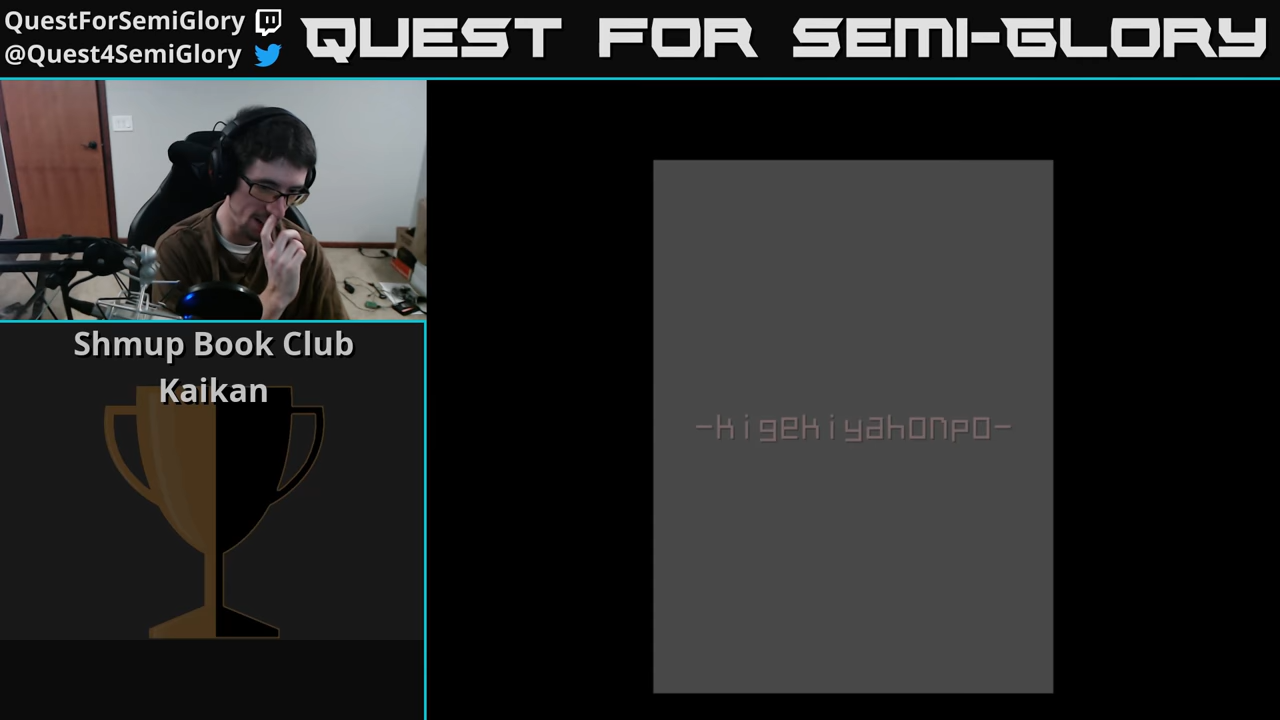 QuestForSemiGlory
@Quest4SemiGlory
QUEST FOR SEMI-GLORY
Shmup Book Club
Kaikan
-kigekiyahonpo-